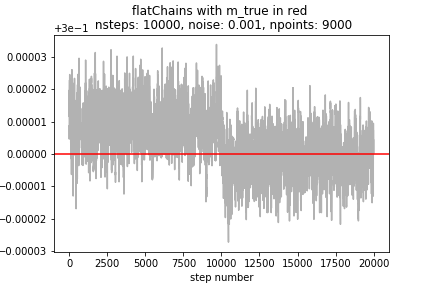 flatChains with m_true in red
nsteps: 10000, noise: 0.001, npoints: 9000
+3e−1
0.00003
0.00002
0.00001
0.00000
−0.00001
−0.00002
−0.00003
0 2500 5000 7500 10000 12500 15000 17500 20000
step number